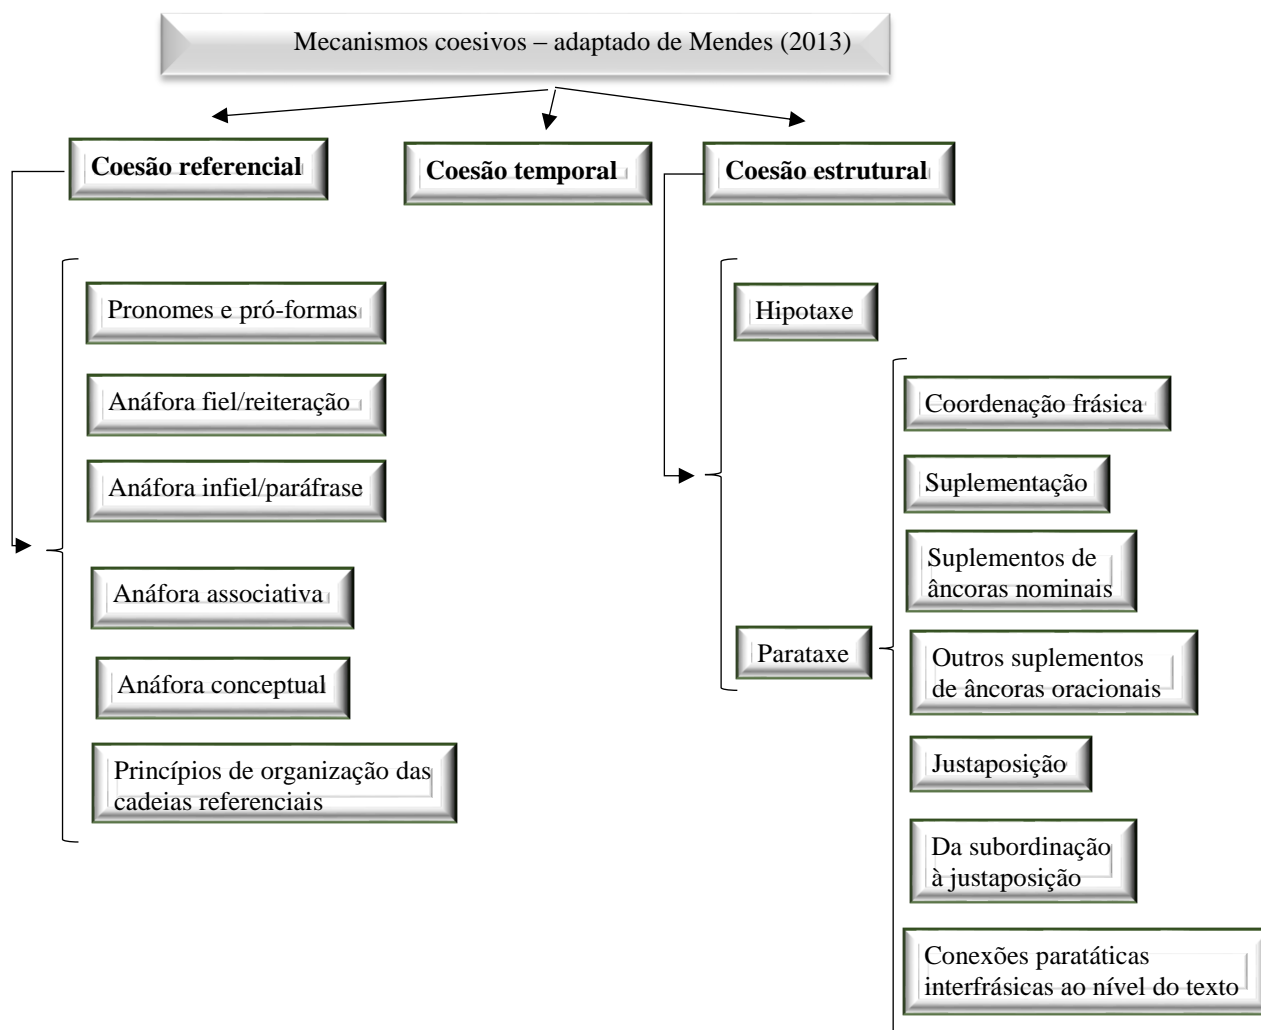 Mecanismos coesivos – adaptado de Mendes (2013)
Coesão referencial
Coesão temporal
Coesão estrutural
Pronomes e pró-formas
Anáfora fiel/reiteração
Anáfora infiel/paráfrase
Anáfora associativa
Anáfora conceptual
Princípios de organização das
cadeias referenciais
Hipotaxe
Parataxe
Coordenação frásica
Suplementação
Suplementos de
âncoras nominais
Outros suplementos
de âncoras oracionais
Justaposição
Da subordinação
à justaposição
Conexões paratáticas
interfrásicas ao nível do texto